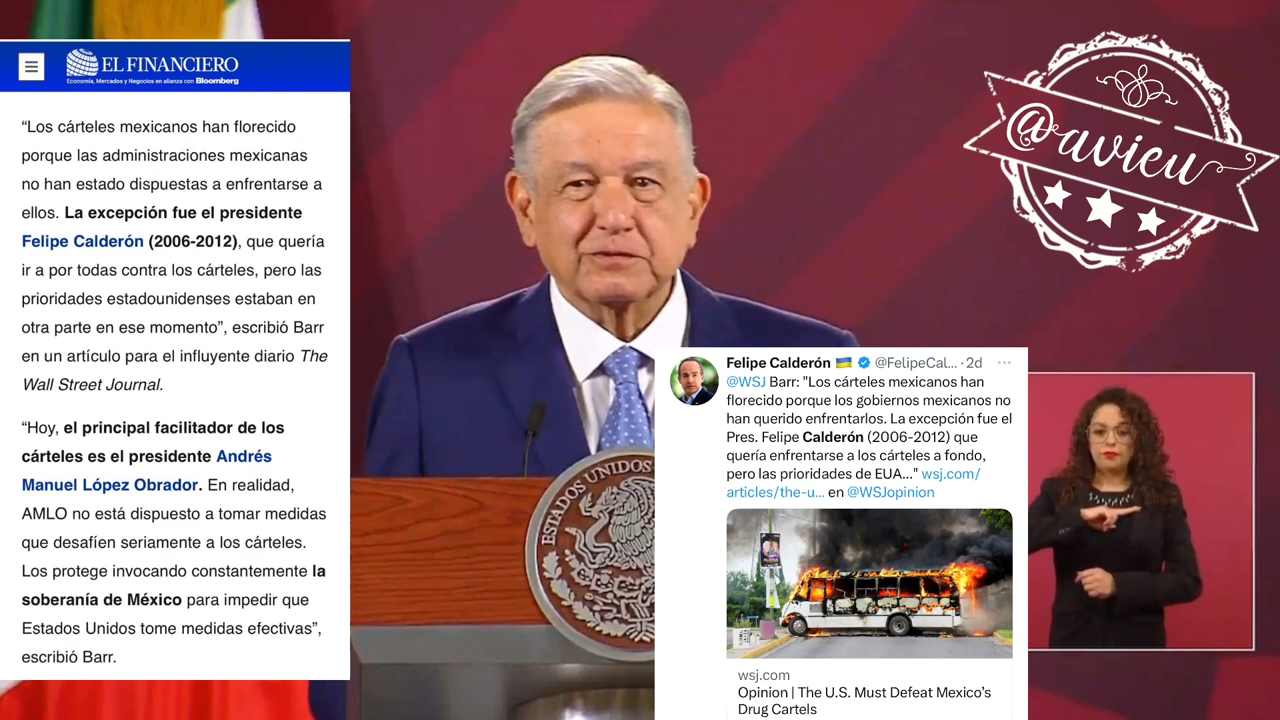 EL FINANCIERO
Economía, Mercados y Negocios en alianza con Bloomberg
“Los cárteles mexicanos han florecido
porque las administraciones mexicanas
no han estado dispuestas a enfrentarse a
ellos. La excepción fue el presidente
Felipe Calderón (2006-2012), que quería
ir a por todas contra los cárteles, pero las
prioridades estadounidenses estaban en
otra parte en ese momento”, escribió Barr
en un artículo para el influyente diario The
Wall Street Journal.
“Hoy, el principal facilitador de los
cárteles es el presidente Andrés
Manuel López Obrador. En realidad,
AMLO no está dispuesto a tomar medidas
que desafíen seriamente a los cárteles.
Los protege invocando constantemente la
soberanía de México para impedir que
Estados Unidos tome medidas efectivas”,
escribió Barr.
@avieu
ESTADOS UNIDOS
Felipe Calderón @FelipeCal... · 2d
@WSJ Barr: "Los cárteles mexicanos han
florecido porque los gobiernos mexicanos no
han querido enfrentarlos. La excepción fue el
Pres. Felipe Calderón (2006-2012) que
quería enfrentarse a los cárteles a fondo,
pero las prioridades de EUA..." wsj.com/
articles/the-u... en @WSJopinion
wsj.com
Opinion | The U.S. Must Defeat Mexico’s
Drug Cartels